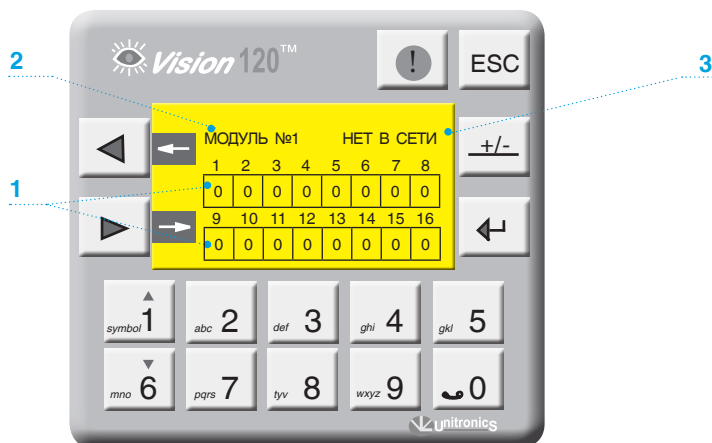 Vision 120™
! ESC
2
3
МОДУЛЬ №1 НЕТ В СЕТИ
+/-
1 2 3 4 5 6 7 8
0 0 0 0 0 0 0 0
1
9 10 11 12 13 14 15 16
0 0 0 0 0 0 0 0
symbol 1 abc 2 def 3 ghi 4 gkl 5
mno 6 pqrs 7 tyv 8 wxyz 9 0
Unitronics